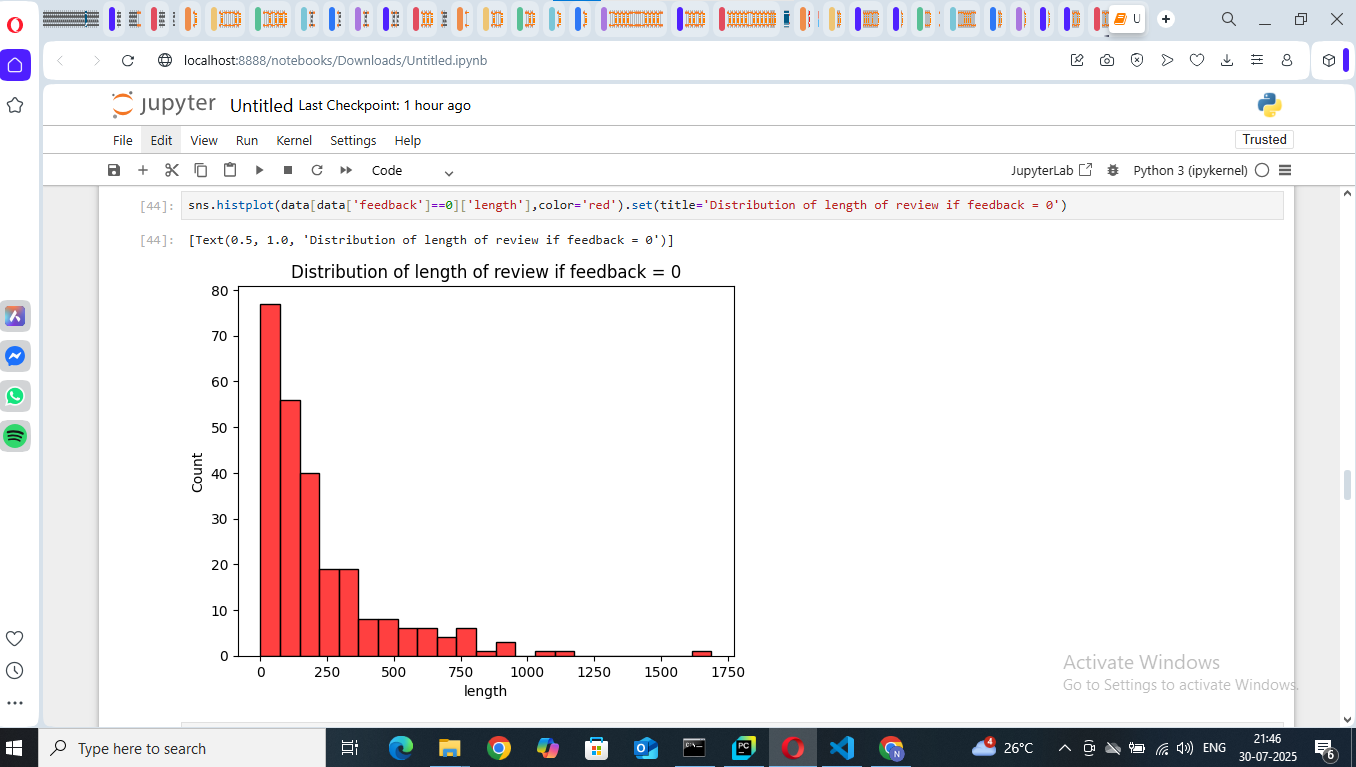 U
localhost:8888/notebooks/Downloads/Untitled.ipynb
jupyter Untitled Last Checkpoint: 1 hour ago
File Edit View Run Kernel Settings Help Trusted
Code JupyterLab Python 3 (ipykernel)
[44]: sns.histplot(data[data['feedback']==0]['length'],color='red').set(title='Distribution of length of review if feedback = 0')
[44]: [Text(0.5, 1.0, 'Distribution of length of review if feedback = 0')]
Distribution of length of review if feedback = 0
80
70
60
50
40
30
20
10
0
Count
0 250 500 750 1000 1250 1500 1750
length
Activate Windows
Go to Settings to activate Windows.
Type here to search
PC
N
4
26°C
ENG
21:46
30-07-2025
6